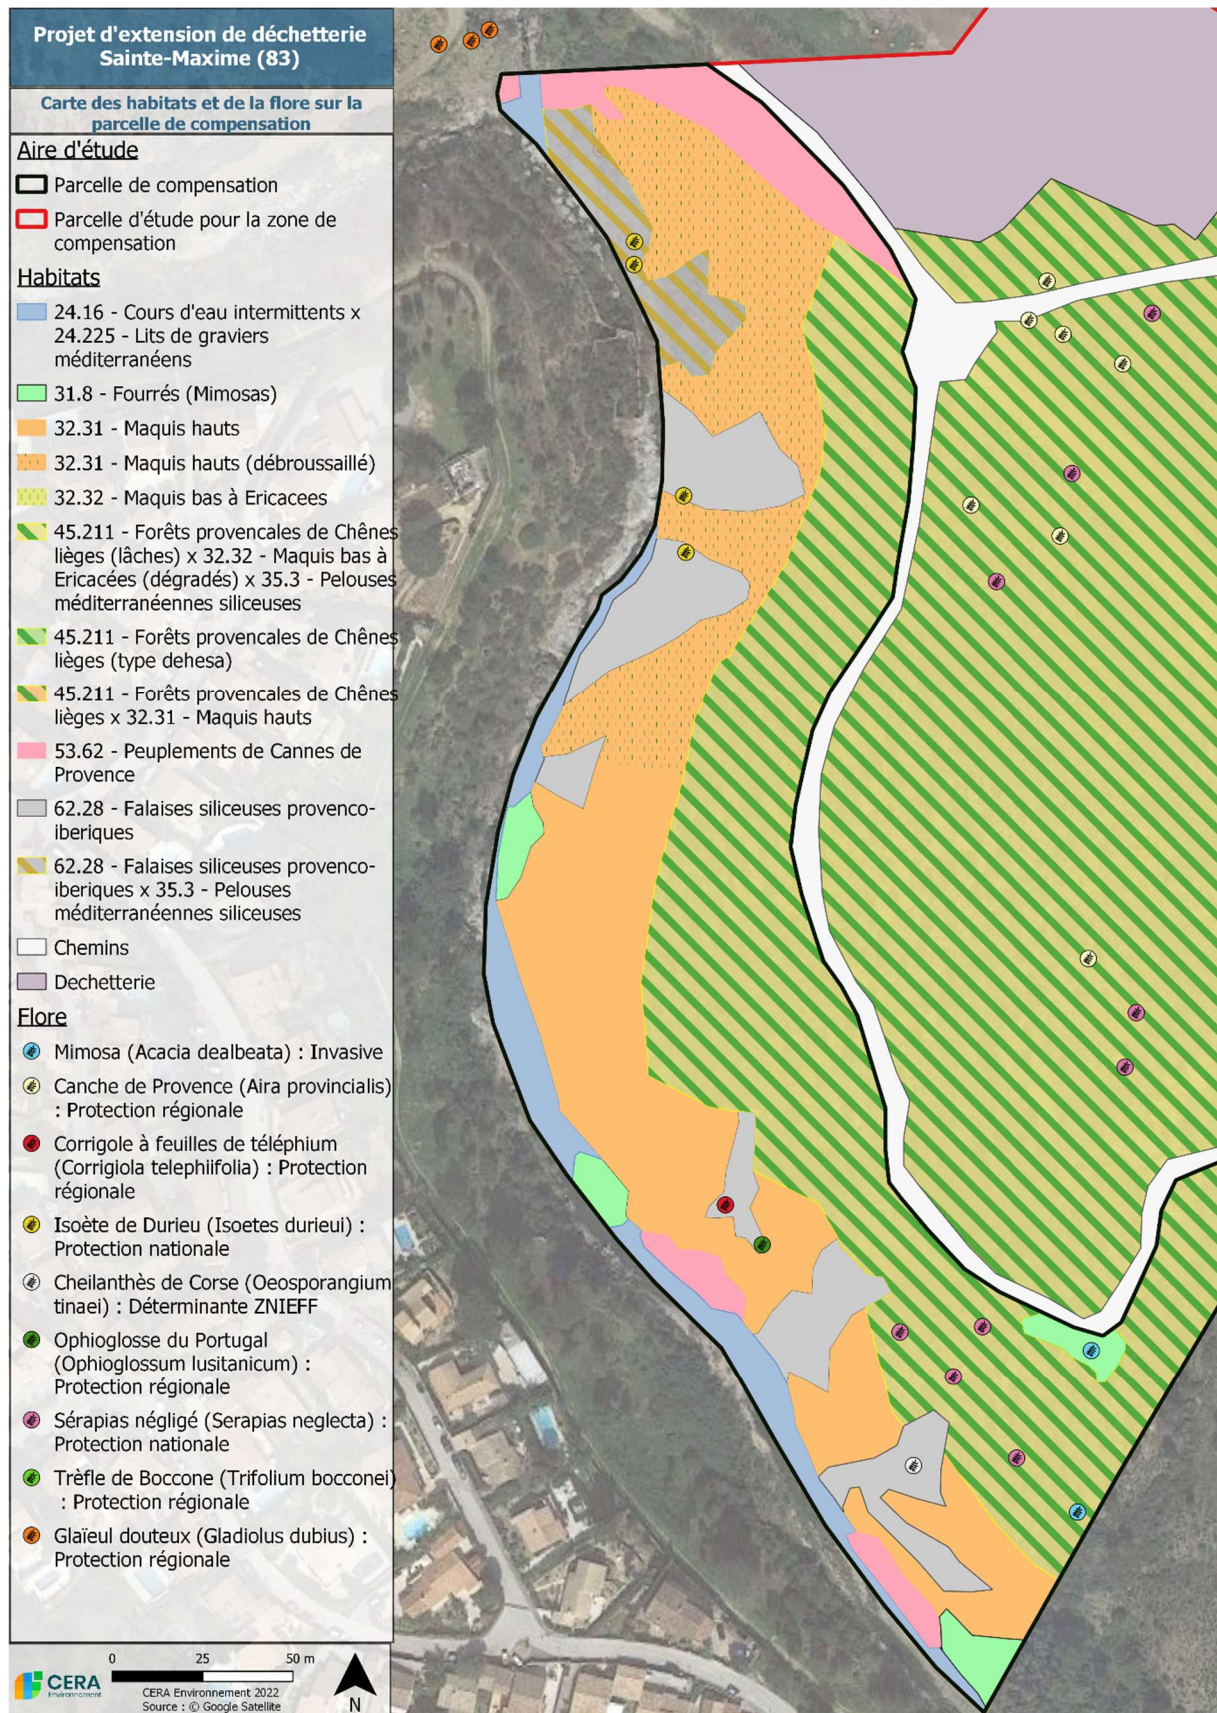 Projet d'extension de déchetterie
Sainte-Maxime (83)
Carte des habitats et de la flore sur la
parcelle de compensation
Aire d'étude
Parcelle de compensation
Parcelle d'étude pour la zone de
compensation
Habitats
24.16 - Cours d'eau intermittents x
24.225 - Lits de graviers
méditerranéens
31.8 - Fourrés (Mimosas)
32.31 - Maquis hauts
32.31 - Maquis hauts (débroussaillé)
32.32 - Maquis bas à Ericacees
45.211 - Forêts provencales de Chênes
lièges (lâches) x 32.32 - Maquis bas à
Ericacées (dégradés) x 35.3 - Pelouses
méditerranéennes siliceuses
45.211 - Forêts provencales de Chênes
lièges (type dehesa)
45.211 - Forêts provencales de Chênes
lièges x 32.31 - Maquis hauts
53.62 - Peuplements de Cannes de
Provence
62.28 - Falaises siliceuses provenco-
iberiques
62.28 - Falaises siliceuses provenco-
iberiques x 35.3 - Pelouses
méditerranéennes siliceuses
Chemins
Dechetterie
Flore
Mimosa (Acacia dealbeata) : Invasive
Canche de Provence (Aira provincialis)
: Protection régionale
Corrigole à feuilles de téléphium
(Corrigiola telephiifolia) : Protection
régionale
Isoète de Durieu (Isoetes durieui) :
Protection nationale
Cheilanthès de Corse (Oeosporangium
tinaei) : Déterminante ZNIEFF
Ophioglosse du Portugal
(Ophioglossum lusitanicum) :
Protection régionale
Sérapias négligé (Serapias neglecta) :
Protection nationale
Trèfle de Boccone (Trifolium bocconei)
: Protection régionale
Glaïeul douteux (Gladiolus dubius) :
Protection régionale
0 25 50 m
CERA
Environnement
CERA Environnement 2022
Source : © Google Satellite
N